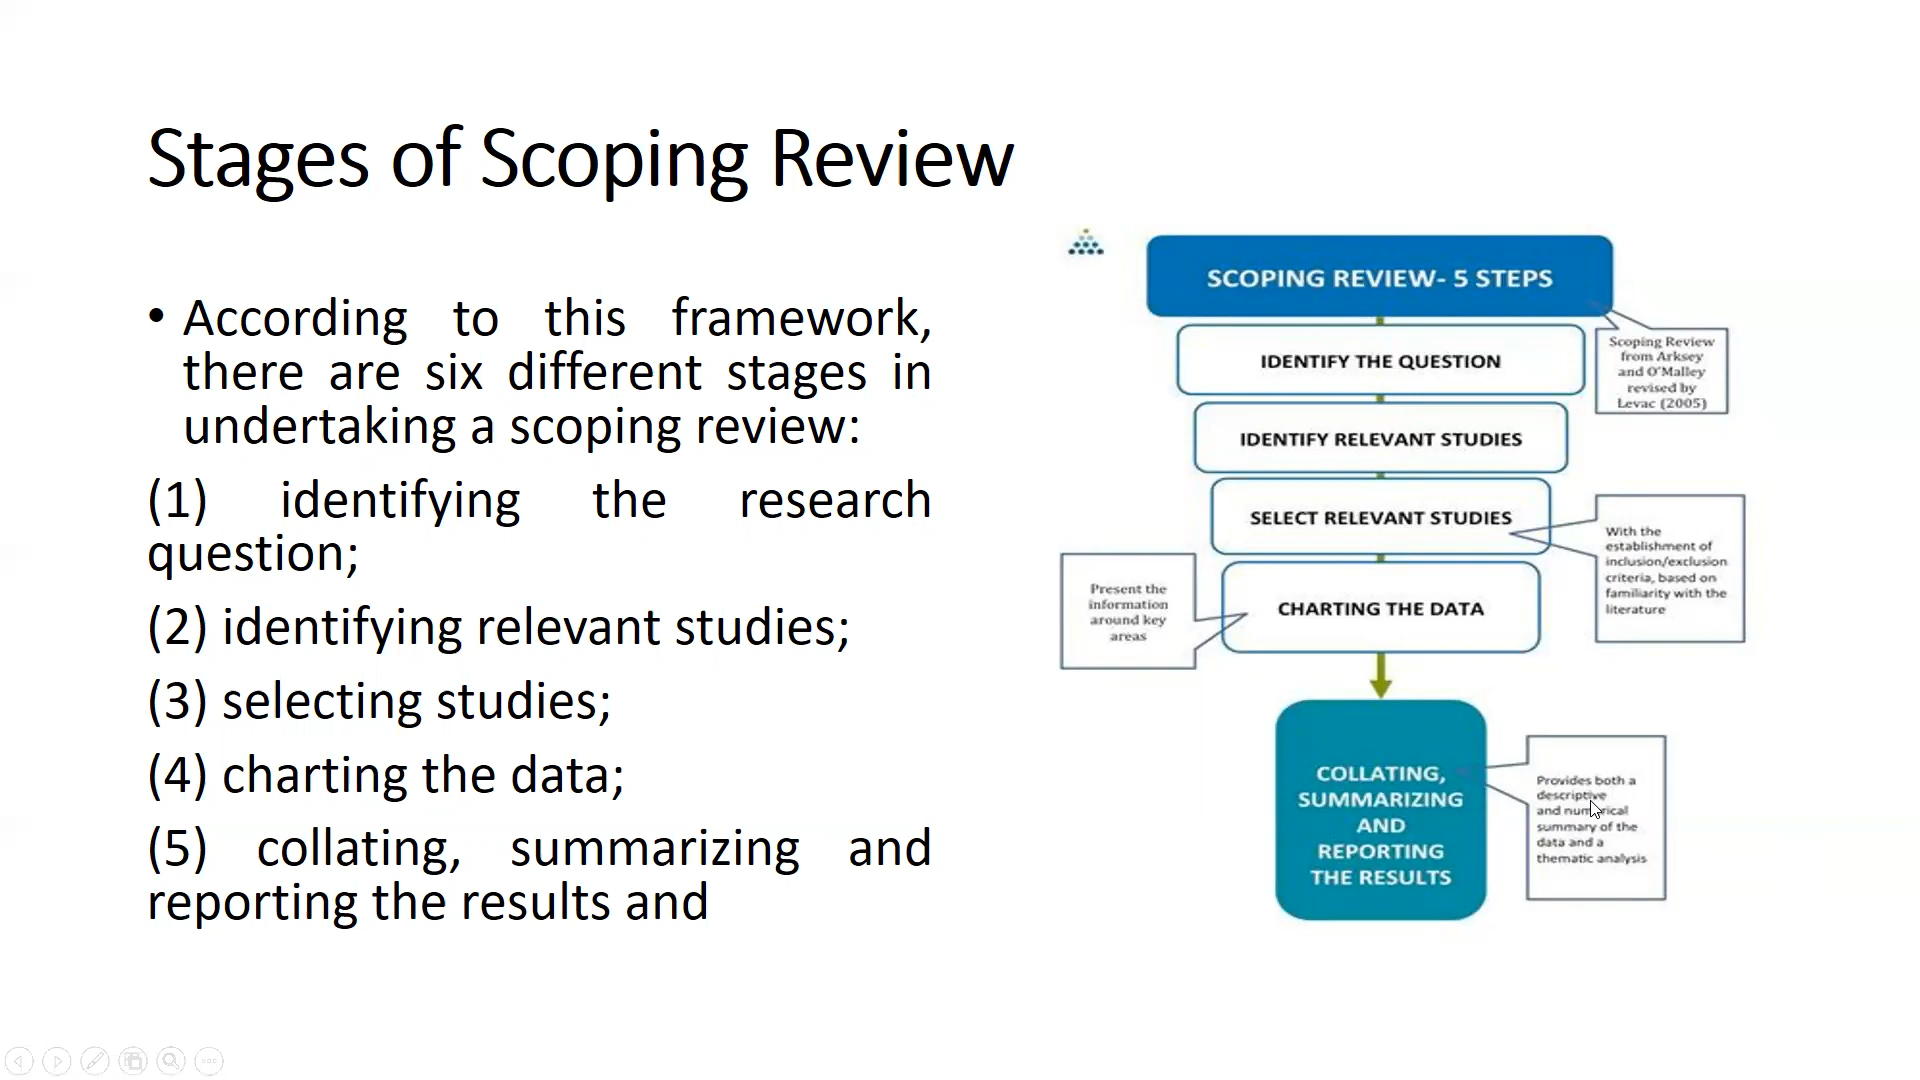 Stages of Scoping Review
• According to this framework,
there are six different stages in
undertaking a scoping review:
(1) identifying the research
question;
(2) identifying relevant studies;
(3) selecting studies;
(4) charting the data;
(5) collating, summarizing and
reporting the results and
SCOPING REVIEW- 5 STEPS
Scoping Review
from Arksey
and O'Malley
revised by
Levac (2005)
IDENTIFY THE QUESTION
IDENTIFY RELEVANT STUDIES
SELECT RELEVANT STUDIES
With the
establishment of
inclusion/exclusion
criteria, based on
familiarity with the
literature
Present the
information
around key
areas
CHARTING THE DATA
COLLATING,
SUMMARIZING
AND
REPORTING
THE RESULTS
Provides both a
descriptive
and numerical
summary of the
data and a
thematic analysis